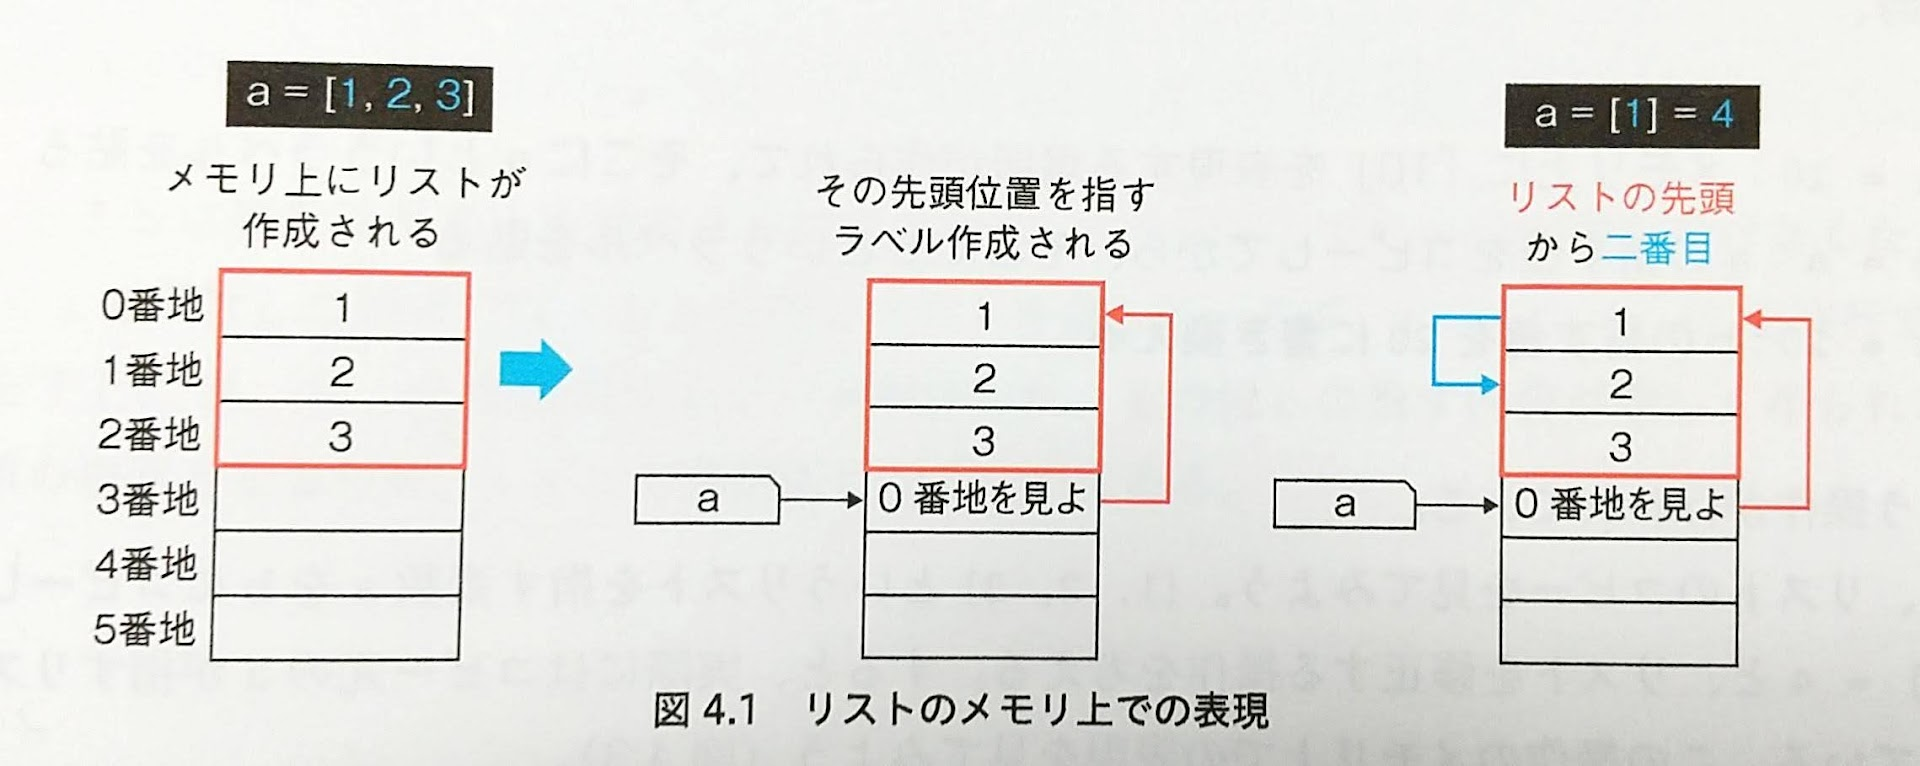 a = [1, 2, 3]
メモリ上にリストが
作成される
0番地
1
1番地
2
2番地
3
3番地
4番地
5番地
その先頭位置を指す
ラベル作成される
1
2
3
a
0 番地を見よ
a = [1] = 4
リストの先頭
から二番目
1
2
3
a
0 番地を見よ
図 4.1 リストのメモリ上での表現